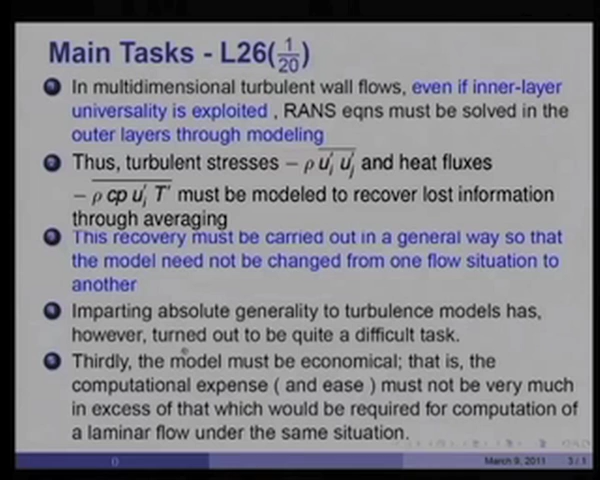 Main Tasks - L26(1/20)
1 In multidimensional turbulent wall flows, even if inner-layer
universality is exploited , RANS eqns must be solved in the
outer layers through modeling
2 Thus, turbulent stresses − ρ u′i u′j and heat fluxes
− ρ cp u′i T′ must be modeled to recover lost information
through averaging
This recovery must be carried out in a general way so that
the model need not be changed from one flow situation to
another
Imparting absolute generality to turbulence models has,
however, turned out to be quite a difficult task.
Thirdly, the model must be economical; that is, the
computational expense ( and ease ) must not be very much
in excess of that which would be required for computation of
a laminar flow under the same situation.
() March 9, 2011 3 / 1